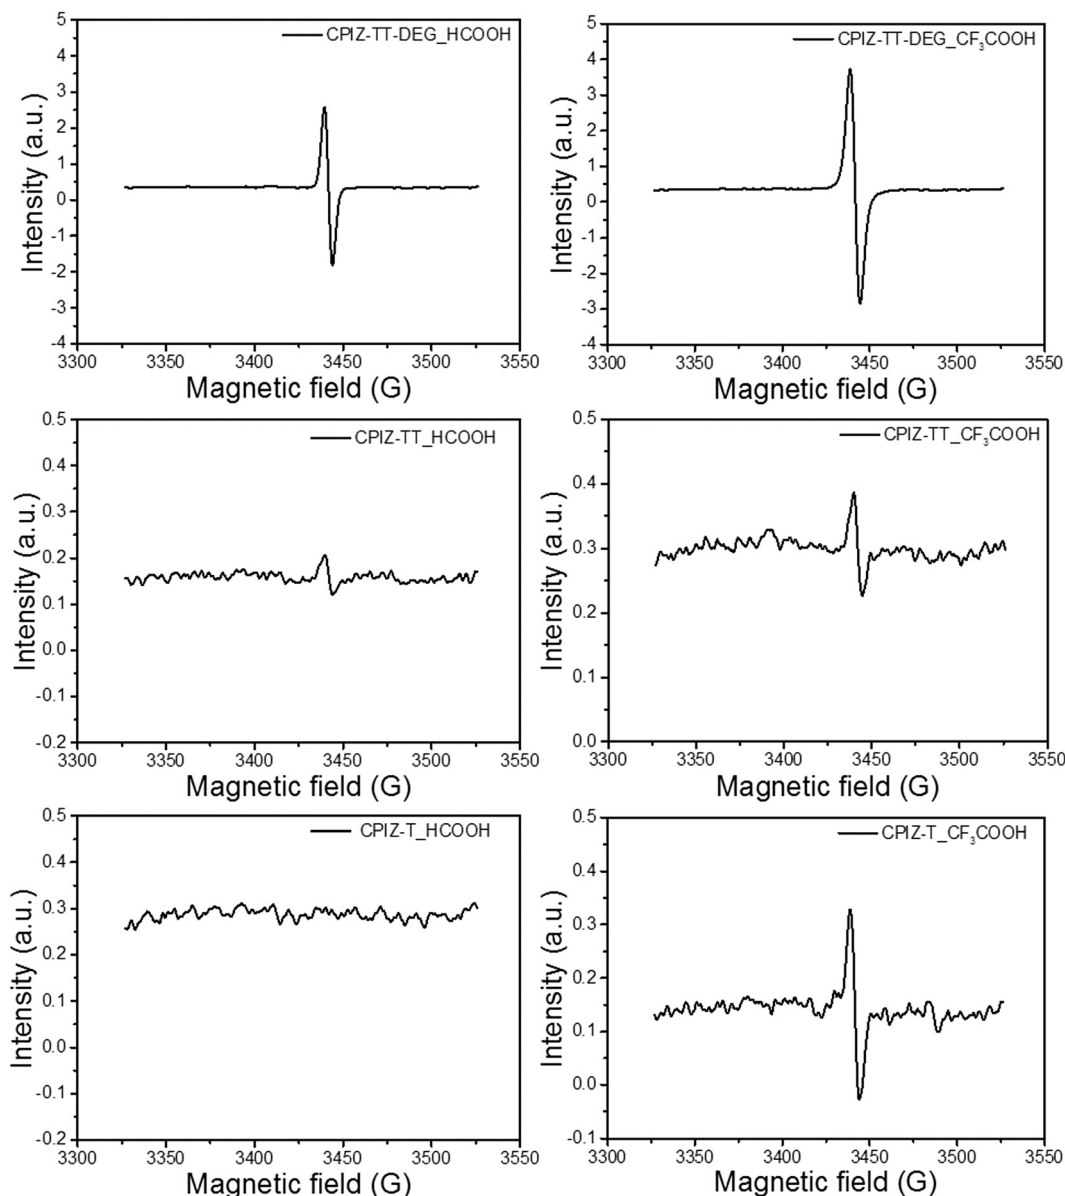 5
4
3
2
1
0
-1
-2
-3
-4
Intensity (a.u.)
CPIZ-TT-DEG_HCOOH
3300 3350 3400 3450 3500 3550
Magnetic field (G)
5
4
3
2
1
0
-1
-2
-3
-4
Intensity (a.u.)
CPIZ-TT-DEG_CF₃COOH
3300 3350 3400 3450 3500 3550
Magnetic field (G)
0.5
0.4
0.3
0.2
0.1
0.0
-0.1
-0.2
Intensity (a.u.)
CPIZ-TT_HCOOH
3300 3350 3400 3450 3500 3550
Magnetic field (G)
0.5
0.4
0.3
0.2
0.1
0.0
Intensity (a.u.)
CPIZ-TT_CF₃COOH
3300 3350 3400 3450 3500 3550
Magnetic field (G)
0.5
0.4
0.3
0.2
0.1
0.0
-0.1
-0.2
Intensity (a.u.)
CPIZ-T_HCOOH
3300 3350 3400 3450 3500 3550
Magnetic field (G)
0.5
0.4
0.3
0.2
0.1
0.0
-0.1
Intensity (a.u.)
CPIZ-T_CF₃COOH
3300 3350 3400 3450 3500 3550
Magnetic field (G)